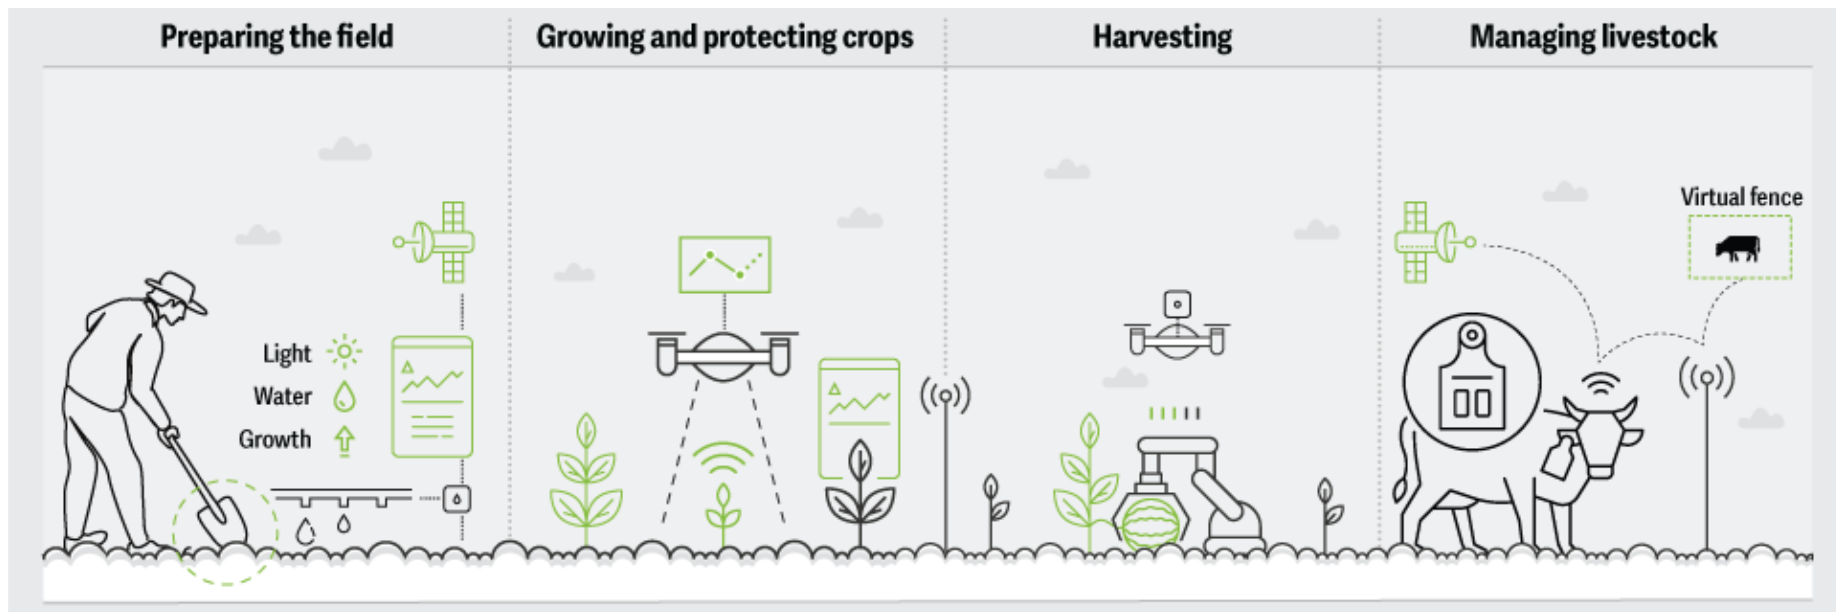 Preparing the field
Growing and protecting crops
Harvesting
Managing livestock
Virtual fence
Light
Water
Growth